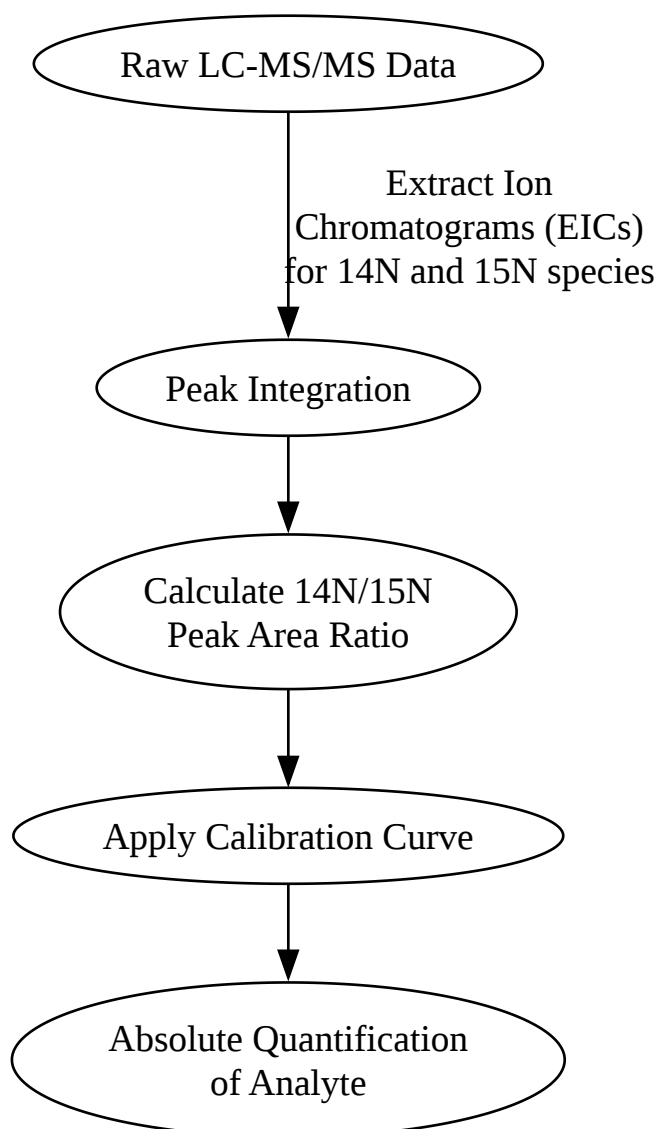 Raw LC-MS/MS Data
Extract Ion
Chromatograms (EICs)
for 14N and 15N species
Peak Integration
Calculate 14N/15N
Peak Area Ratio
Apply Calibration Curve
Absolute Quantification
of Analyte